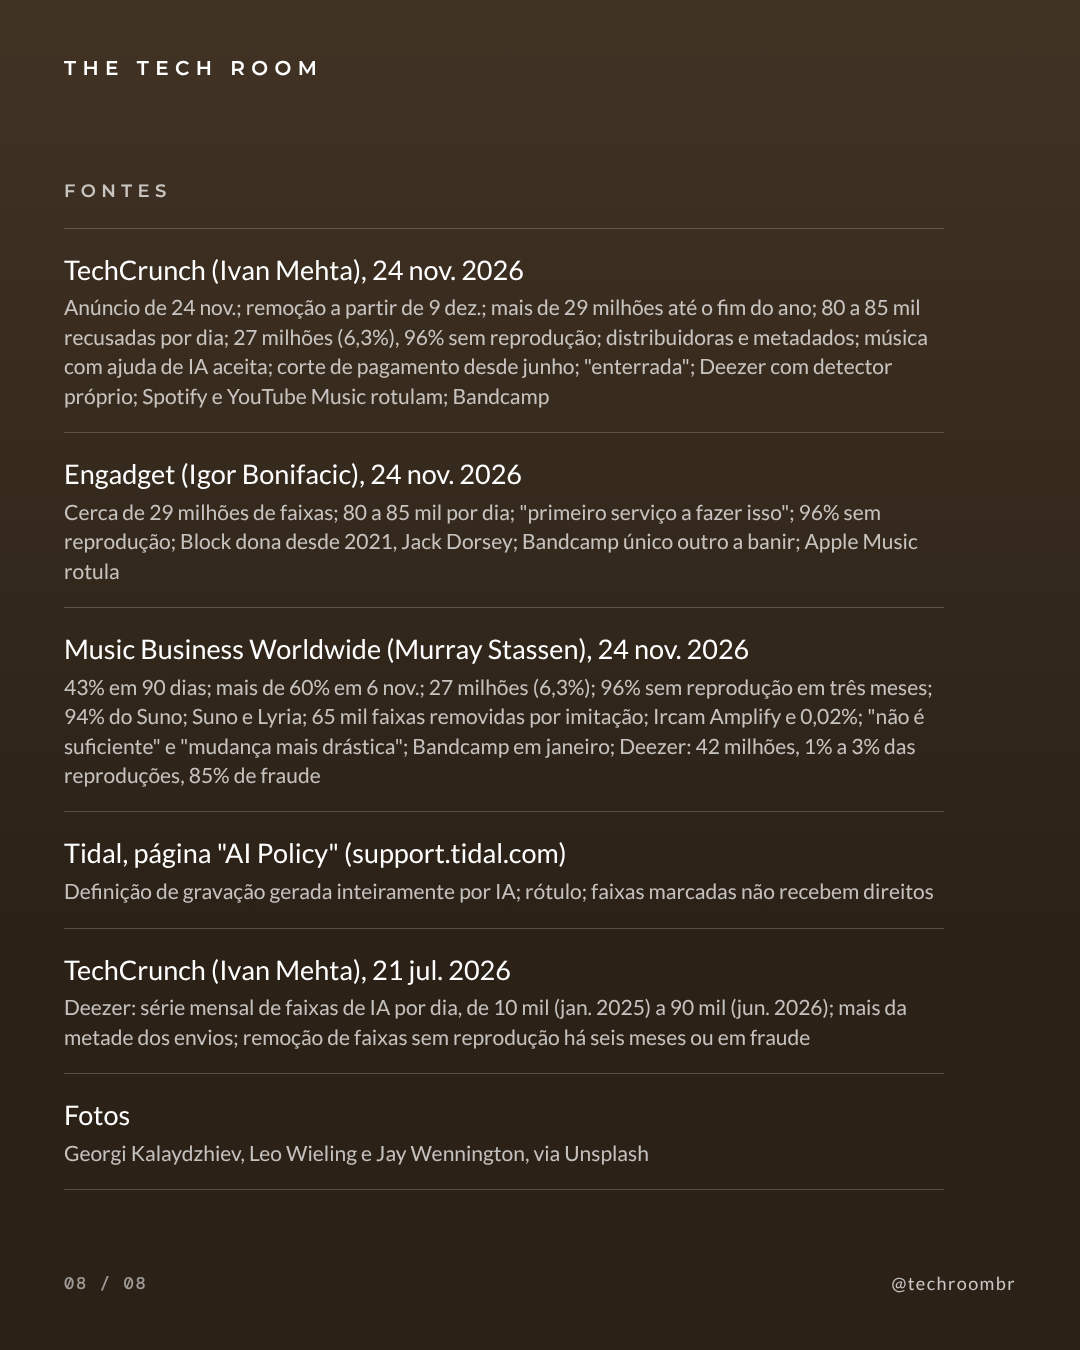 THE TECH ROOM
FONTES
TechCrunch (Ivan Mehta), 24 nov. 2026
Anúncio de 24 nov.; remoção a partir de 9 dez.; mais de 29 milhões até o fim do ano; 80 a 85 mil
recusadas por dia; 27 milhões (6,3%), 96% sem reprodução; distribuidoras e metadados; música
com ajuda de IA aceita; corte de pagamento desde junho; "enterrada"; Deezer com detector
próprio; Spotify e YouTube Music rotulam; Bandcamp
Engadget (Igor Bonifacic), 24 nov. 2026
Cerca de 29 milhões de faixas; 80 a 85 mil por dia; "primeiro serviço a fazer isso"; 96% sem
reprodução; Block dona desde 2021, Jack Dorsey; Bandcamp único outro a banir; Apple Music
rotula
Music Business Worldwide (Murray Stassen), 24 nov. 2026
43% em 90 dias; mais de 60% em 6 nov.; 27 milhões (6,3%); 96% sem reprodução em três meses;
94% do Suno; Suno e Lyria; 65 mil faixas removidas por imitação; Ircam Amplify e 0,02%; "não é
suficiente" e "mudança mais drástica"; Bandcamp em janeiro; Deezer: 42 milhões, 1% a 3% das
reproduções, 85% de fraude
Tidal, página "AI Policy" (support.tidal.com)
Definição de gravação gerada inteiramente por IA; rótulo; faixas marcadas não recebem direitos
TechCrunch (Ivan Mehta), 21 jul. 2026
Deezer: série mensal de faixas de IA por dia, de 10 mil (jan. 2025) a 90 mil (jun. 2026); mais da
metade dos envios; remoção de faixas sem reprodução há seis meses ou em fraude
Fotos
Georgi Kalaydzhiev, Leo Wieling e Jay Wennington, via Unsplash
08 / 08
@techroombr